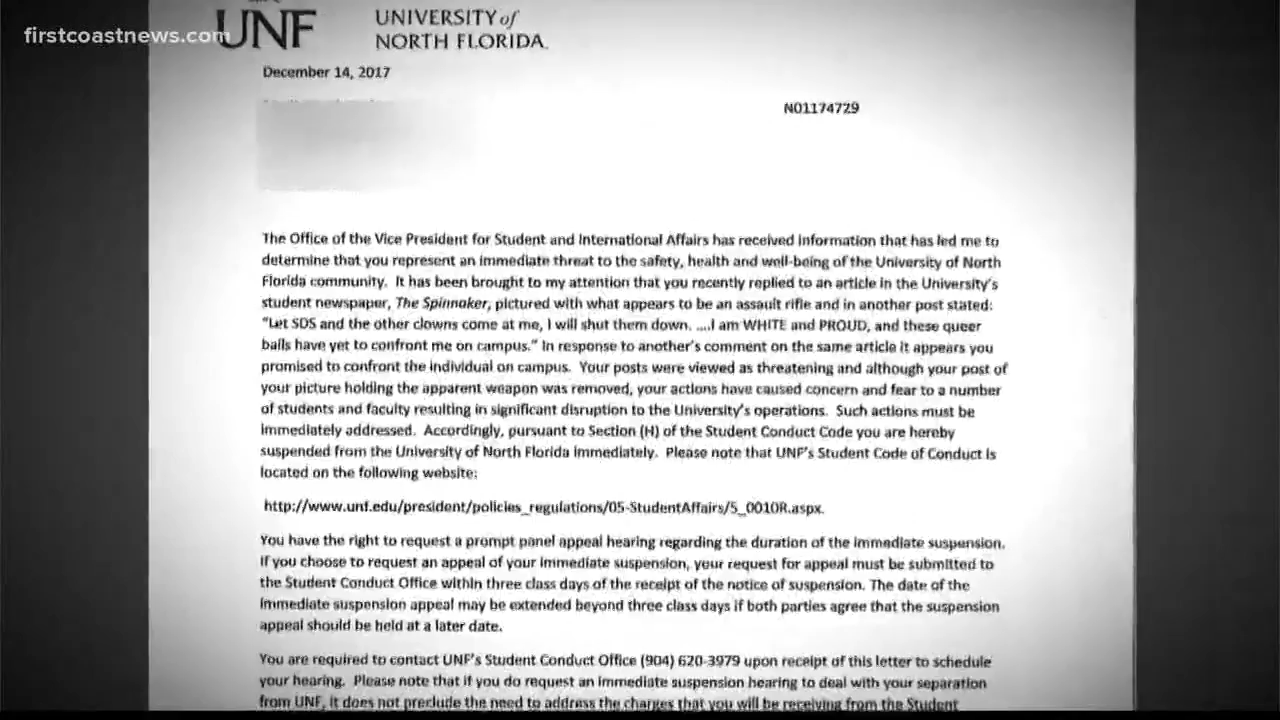 firstcoastnews.com
UNF
UNIVERSITY of
NORTH FLORIDA.
December 14, 2017
N01174729
The Office of the Vice President for Student and International Affairs has received information that has led me to
determine that you represent an immediate threat to the safety, health and well-being of the University of North
Florida community. It has been brought to my attention that you recently replied to an article in the University's
student newspaper, The Spinnaker, pictured with what appears to be an assault rifle and in another post stated:
"Let SDS and the other clowns come at me, I will shut them down. ....I am WHITE and PROUD, and these queer
balls have yet to confront me on campus." In response to another's comment on the same article it appears you
promised to confront the individual on campus. Your posts were viewed as threatening and although your post of
your picture holding the apparent weapon was removed, your actions have caused concern and fear to a number
of students and faculty resulting in significant disruption to the University's operations. Such actions must be
immediately addressed. Accordingly, pursuant to Section (H) of the Student Conduct Code you are hereby
suspended from the University of North Florida immediately. Please note that UNF's Student Code of Conduct is
located on the following website:
http://www.unf.edu/president/policies_regulations/05-StudentAffairs/5_0010R.aspx.
You have the right to request a prompt panel appeal hearing regarding the duration of the immediate suspension.
If you choose to request an appeal of your immediate suspension, your request for appeal must be submitted to
the Student Conduct Office within three class days of the receipt of the notice of suspension. The date of the
immediate suspension appeal may be extended beyond three class days if both parties agree that the suspension
appeal should be held at a later date.
You are required to contact UNF's Student Conduct Office (904) 620-3979 upon receipt of this letter to schedule
your hearing. Please note that if you do request an immediate suspension hearing to deal with your separation
from UNF, it does not preclude the need to address the charges that you will be receiving from the Student